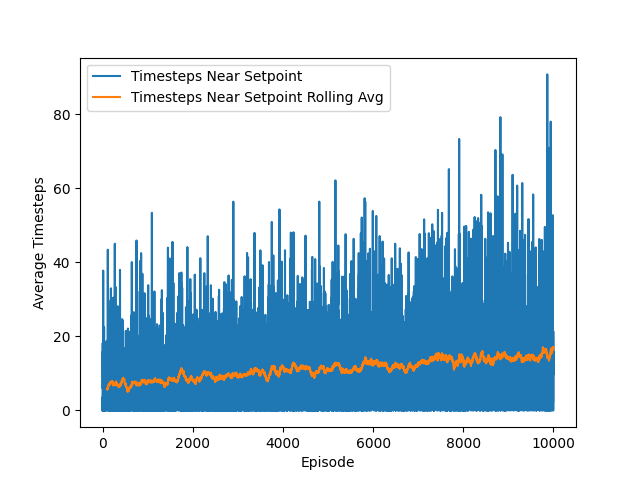 Timesteps Near Setpoint
Timesteps Near Setpoint Rolling Avg
80
60
40
20
0
Average Timesteps
0 2000 4000 6000 8000 10000
Episode